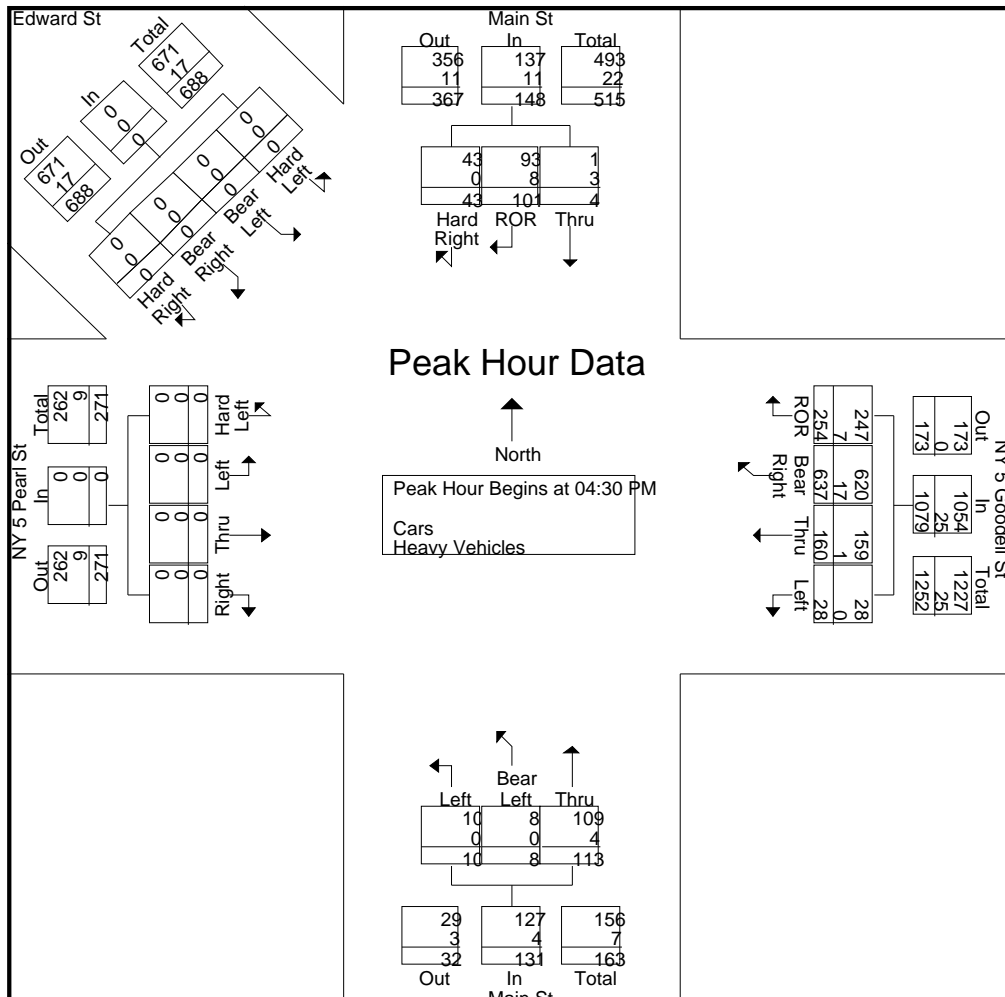 Edward St
Total
671
17
688
In
0
0
0
Out
671
17
688
Hard
Left
0
0
0
Bear
Left
0
0
0
Bear
Right
0
0
0
Hard
Right
0
0
0
Main St
Out In Total
356 137 493
11 11 22
367 148 515
43 93 1
0 8 3
43 101 4
Hard
Right
ROR Thru
Peak Hour Data
North
Peak Hour Begins at 04:30 PM
Cars
Heavy Vehicles
NY 5 Pearl St
Total
262
9
271
In
0
0
0
Out
262
9
271
0 0 0
Hard
Left
0 0 0
Left
0 0 0
Thru
0 0 0
Right
ROR
247
7
254
Bear
Right
620
17
637
Thru
159
1
160
Left
28
0
28
NY 5 Goodell St
Out
173
0
173
In
1054
25
1079
Total
1227
25
1252
Left
Bear
Left
Thru
10 8 109
0 0 4
10 8 113
29 127 156
3 4 7
32 131 163
Out In Total
Main St